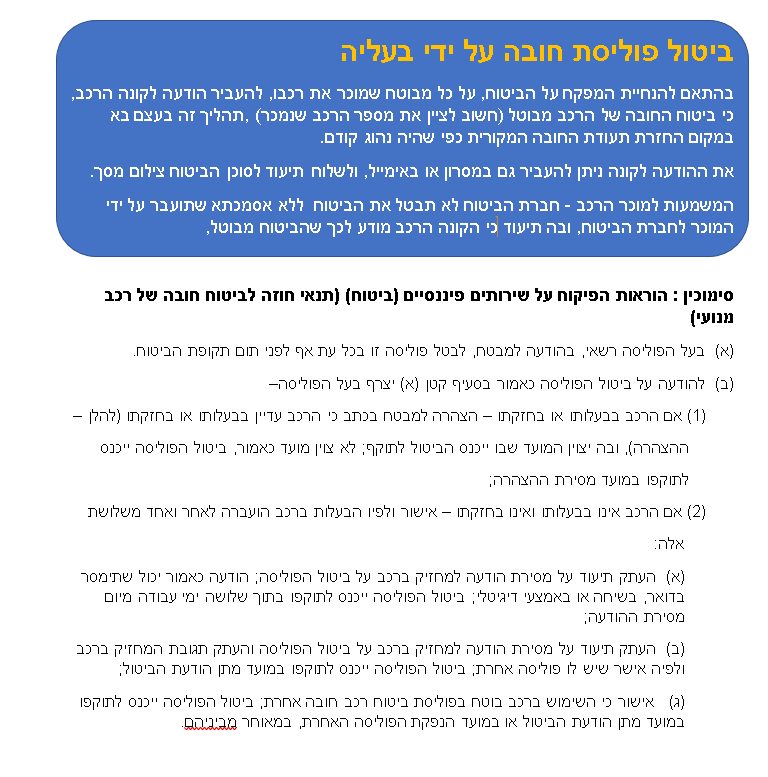 ביטול פוליסת חובה על ידי בעליה
בהתאם להנחיית המפקח על הביטוח, על כל מבוטח שמוכר את רכבו, להעביר הודעה לקונה הרכב,
כי ביטוח החובה של הרכב מבוטל (חשוב לציין את מספר הרכב שנמכר) ,תהליך זה בעצם בא
במקום החזרת תעודת החובה המקורית כפי שהיה נהוג קודם.
את ההודעה לקונה ניתן להעביר גם במסרון או באימייל, ולשלוח תיעוד לסוכן הביטוח צילום מסך.
המשמעות למוכר הרכב - חברת הביטוח לא תבטל את הביטוח ללא אסמכתא שתועבר על ידי
המוכר לחברת הביטוח, ובה תיעוד כי הקונה הרכב מודע לכך שהביטוח מבוטל,
סימוכין : הוראות הפיקוח על שירותים פיננסיים (ביטוח) (תנאי חוזה לביטוח חובה של רכב
מנועי)
(א) בעל הפוליסה רשאי, בהודעה למבטח, לבטל פוליסה זו בכל עת אף לפני תום תקופת הביטוח.
(ב) להודעה על ביטול הפוליסה כאמור בסעיף קטן (א) יצרף בעל הפוליסה–
(1) אם הרכב בבעלותו או בחזקתו – הצהרה למבטח בכתב כי הרכב עדיין בבעלותו או בחזקתו (להלן –
ההצהרה), ובה יצוין המועד שבו ייכנס הביטול לתוקף; לא צוין מועד כאמור, ביטול הפוליסה ייכנס
לתוקפו במועד מסירת ההצהרה;
(2) אם הרכב אינו בבעלותו ואינו בחזקתו – אישור ולפיו הבעלות ברכב הועברה לאחר ואחד משלושת
אלה:
(א) העתק תיעוד על מסירת הודעה למחזיק ברכב על ביטול הפוליסה; הודעה כאמור יכול שתימסר
בדואר, בשיחה או באמצעי דיגיטלי; ביטול הפוליסה ייכנס לתוקפו בתוך שלושה ימי עבודה מיום
מסירת ההודעה;
(ב) העתק תיעוד על מסירת הודעה למחזיק ברכב על ביטול הפוליסה והעתק תגובת המחזיק ברכב
ולפיה אישר שיש לו פוליסה אחרת; ביטול הפוליסה ייכנס לתוקפו במועד מתן הודעת הביטול;
(ג) אישור כי השימוש ברכב בוטח בפוליסת ביטוח רכב חובה אחרת; ביטול הפוליסה ייכנס לתוקפו
במועד מתן הודעת הביטול או במועד הנפקת הפוליסה האחרת, במאוחר מביניהם.